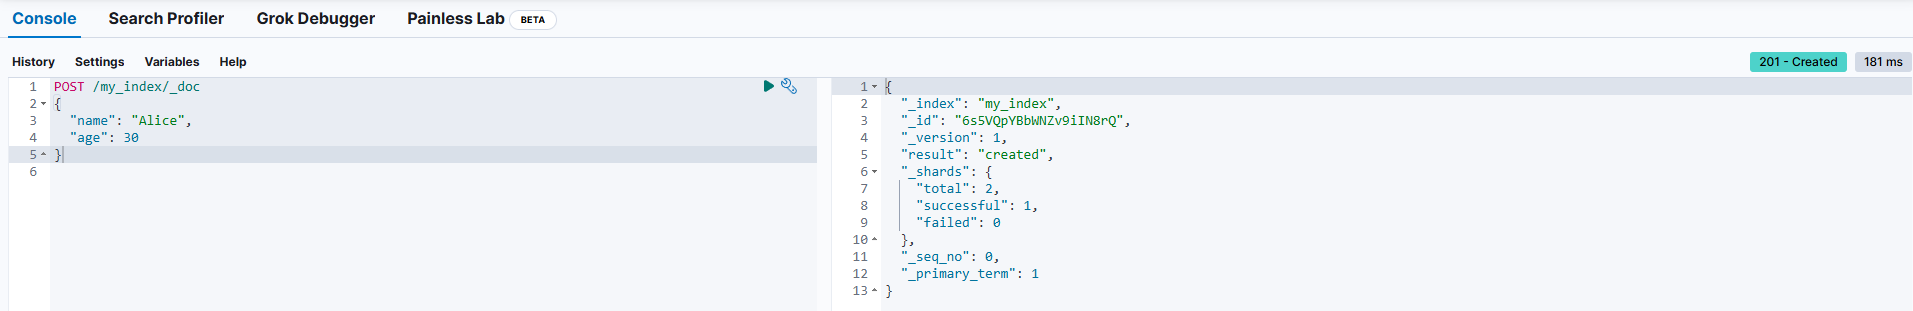 Console Search Profiler Grok Debugger Painless Lab BETA
History Settings Variables Help 201 - Created 181 ms
1 POST /my_index/_doc
2 {
3 "name": "Alice",
4 "age": 30
5 }
6
1 {
2 "_index": "my_index",
3 "_id": "6s5VQpYBbWNZv9iIN8rQ",
4 "_version": 1,
5 "result": "created",
6 "_shards": {
7 "total": 2,
8 "successful": 1,
9 "failed": 0
10 },
11 "_seq_no": 0,
12 "_primary_term": 1
13 }